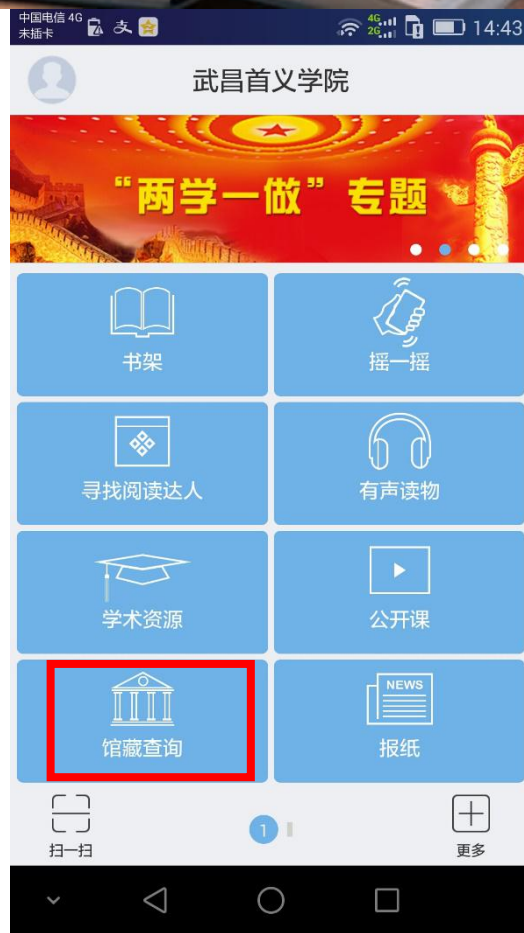 中国电信 4G
未插卡
支
4G
2G
14:43
武昌首义学院
“两学一做”专题
书架
摇一摇
寻找阅读达人
有声读物
学术资源
公开课
馆藏查询
NEWS
报纸
扫一扫
1
更多